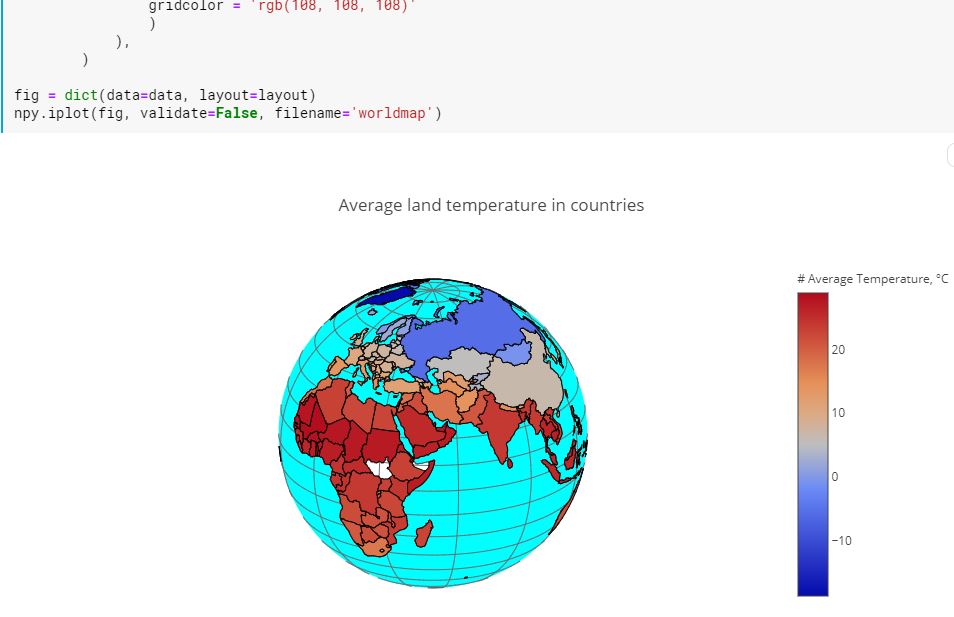 gridcolor = 'rgb(108, 108, 108)'
)
),
)
fig = dict(data=data, layout=layout)
npy.iplot(fig, validate=False, filename='worldmap')
Average land temperature in countries
# Average Temperature, °C
20
10
0
−10